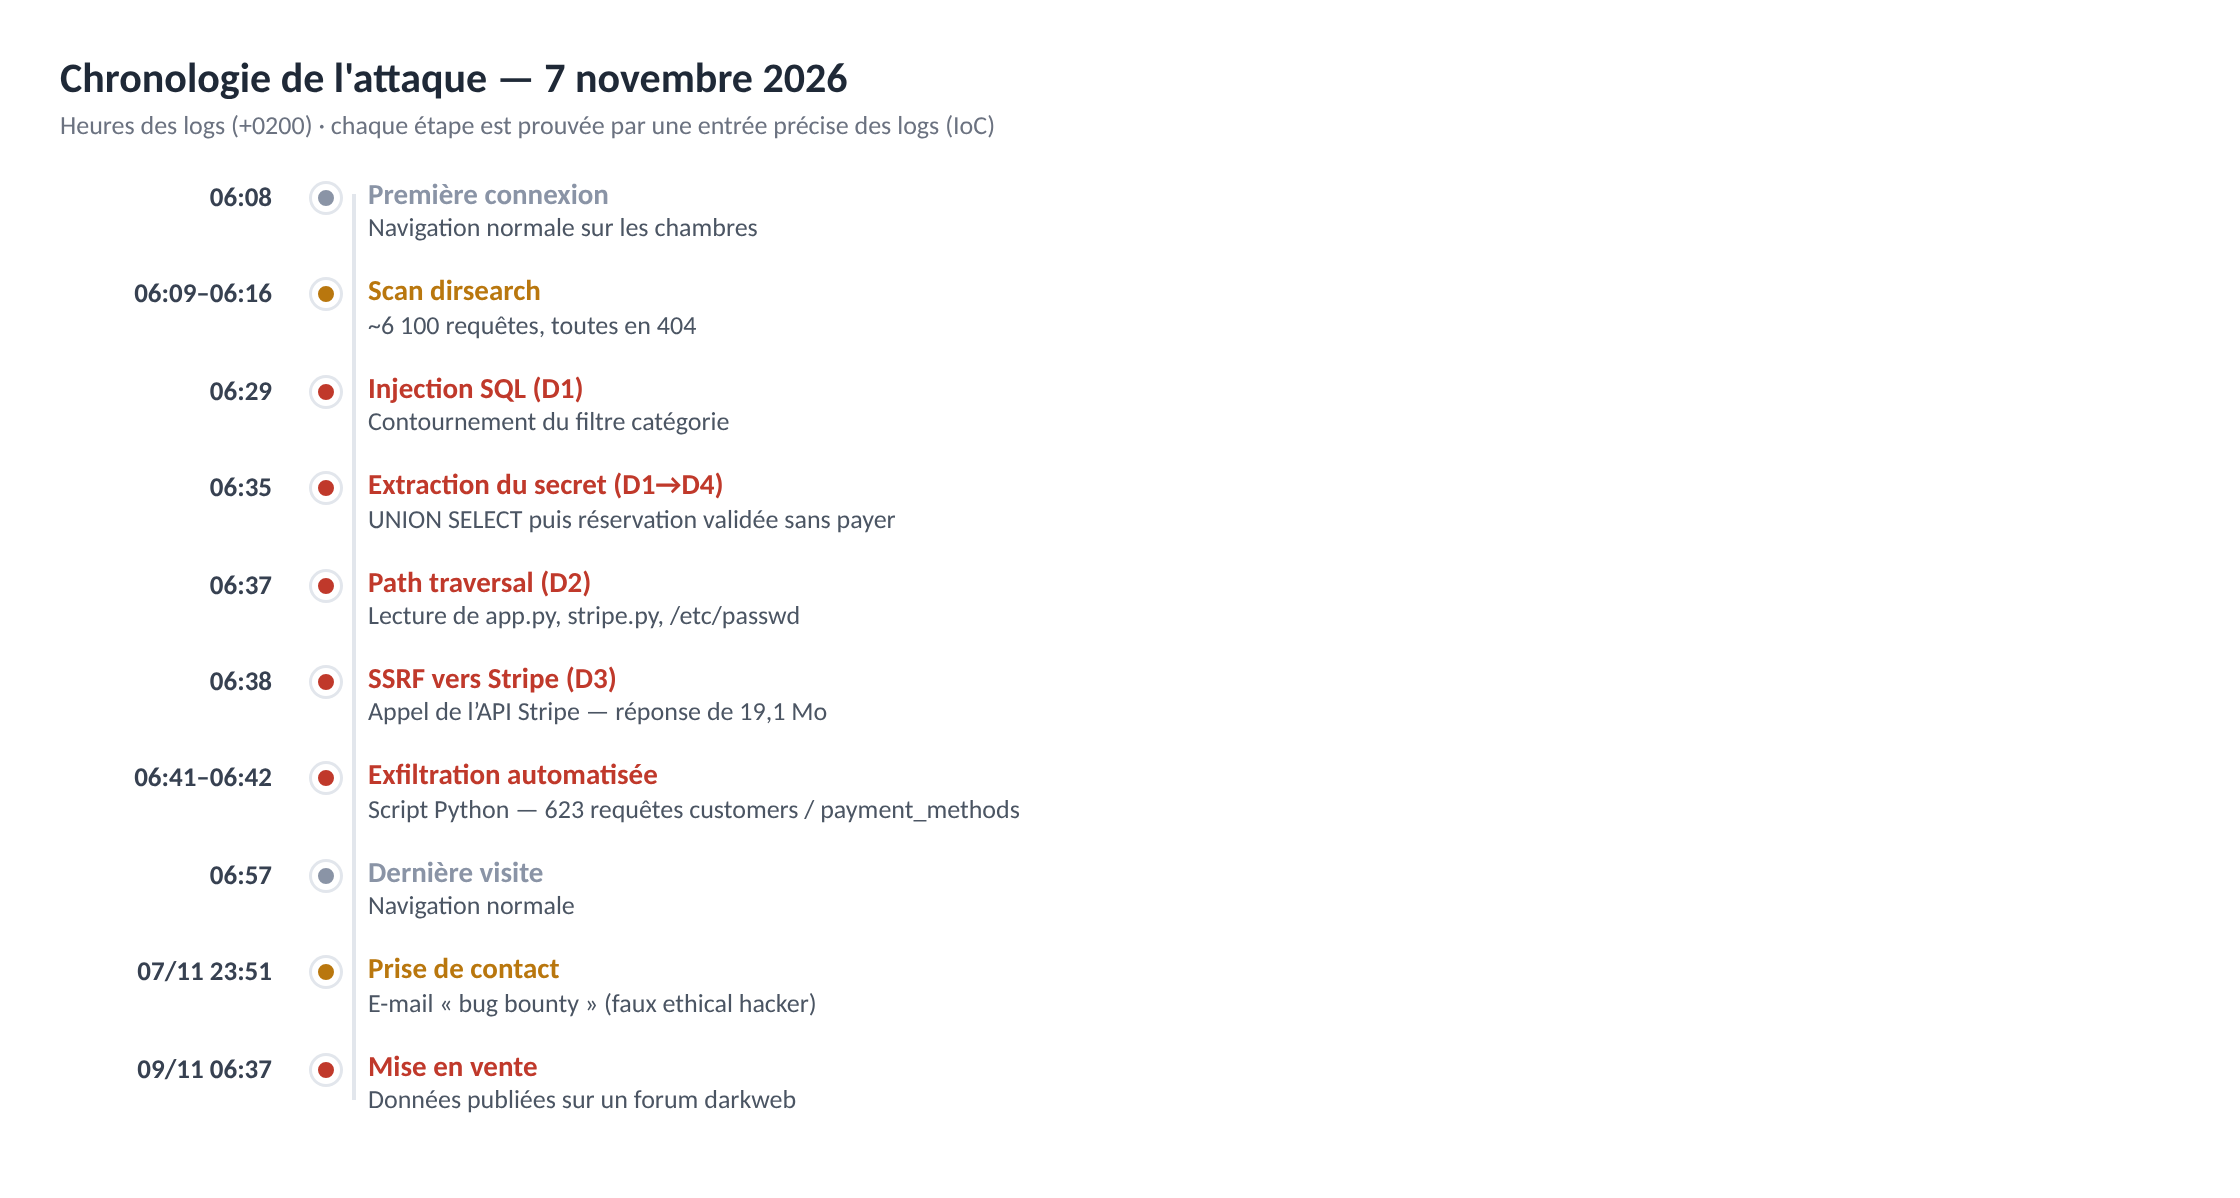 Chronologie de l'attaque — 7 novembre 2026
Heures des logs (+0200) · chaque étape est prouvée par une entrée précise des logs (IoC)
06:08
Première connexion
Navigation normale sur les chambres
06:09–06:16
Scan dirsearch
~6 100 requêtes, toutes en 404
06:29
Injection SQL (D1)
Contournement du filtre catégorie
06:35
Extraction du secret (D1→D4)
UNION SELECT puis réservation validée sans payer
06:37
Path traversal (D2)
Lecture de app.py, stripe.py, /etc/passwd
06:38
SSRF vers Stripe (D3)
Appel de l’API Stripe — réponse de 19,1 Mo
06:41–06:42
Exfiltration automatisée
Script Python — 623 requêtes customers / payment_methods
06:57
Dernière visite
Navigation normale
07/11 23:51
Prise de contact
E-mail « bug bounty » (faux ethical hacker)
09/11 06:37
Mise en vente
Données publiées sur un forum darkweb